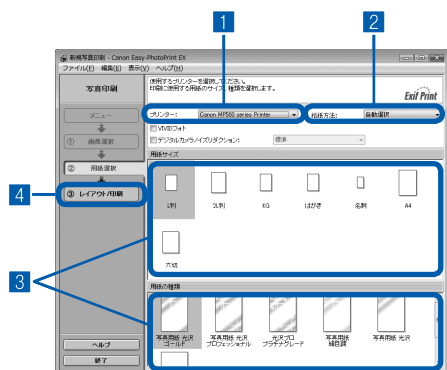 1
2
新規写真印刷 - Canon Easy-PhotoPrint EX
ファイル(F) 編集(E) 表示(V) ヘルプ(H)
写真印刷
使用するプリンターを選択してください。
印刷に使用する用紙のサイズ、種類を選択します。
Exif Print
プリンター: Canon MP560 series Printer
給紙方法: 自動選択
VIVIDフォト
デジタルカメラノイズリダクション: 標準
メニュー
① 画像選択
② 用紙選択
③ レイアウト/印刷
4
用紙サイズ
L判 2L判 KG はがき 名刺 A4
六切
3
用紙の種類
写真用紙 光沢 ゴールド
写真用紙 光沢 プロフェッショナル
光沢プロ プラチナグレード
写真用紙 絹目調
写真用紙 光沢
ヘルプ
終了